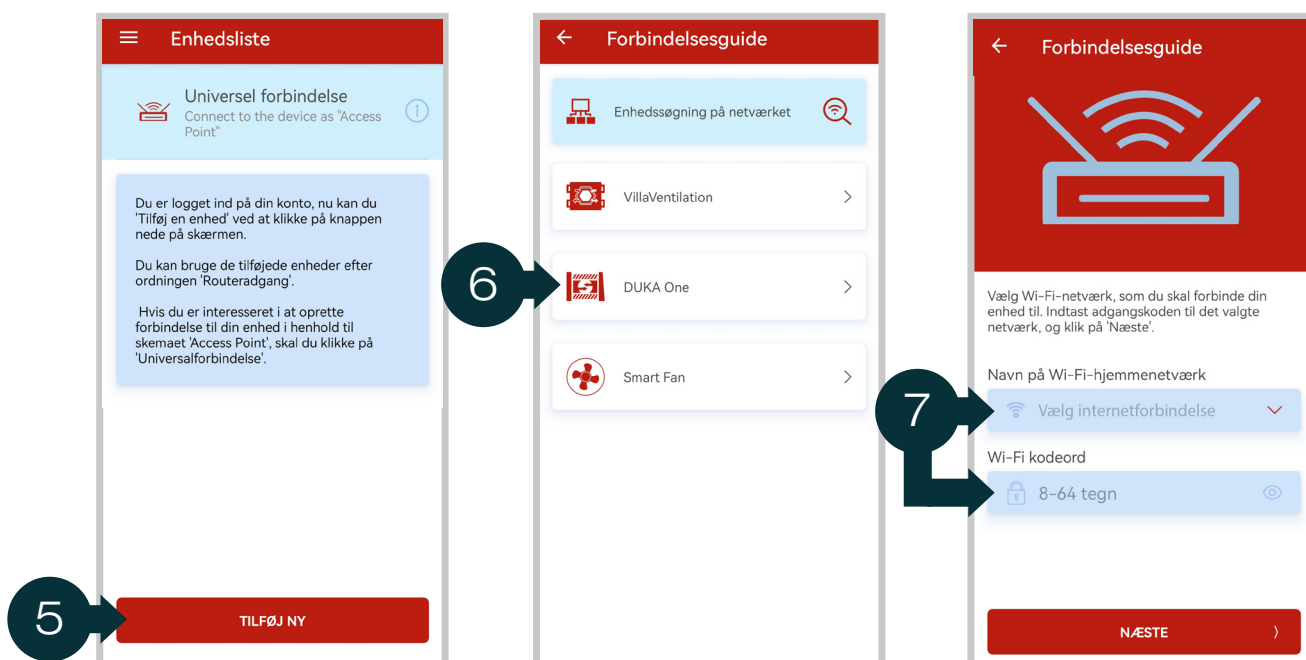 Enhedsliste
Universel forbindelse
Connect to the device as "Access
Point"
Du er logget ind på din konto, nu kan du
'Tilføj en enhed' ved at klikke på knappen
nede på skærmen.
Du kan bruge de tilføjede enheder efter
ordningen 'Routeradgang'.
Hvis du er interesseret i at oprette
forbindelse til din enhed i henhold til
skemaet 'Access Point', skal du klikke på
'Universalforbindelse'.
5
TILFØJ NY
Forbindelsesguide
Enhedssøgning på netværket
VillaVentilation
6
DUKA One
Smart Fan
Forbindelsesguide
Vælg Wi-Fi-netværk, som du skal forbinde din
enhed til. Indtast adgangskoden til det valgte
netværk, og klik på 'Næste'.
Navn på Wi-Fi-hjemmenetværk
7
Vælg internetforbindelse
Wi-Fi kodeord
8-64 tegn
NÆSTE